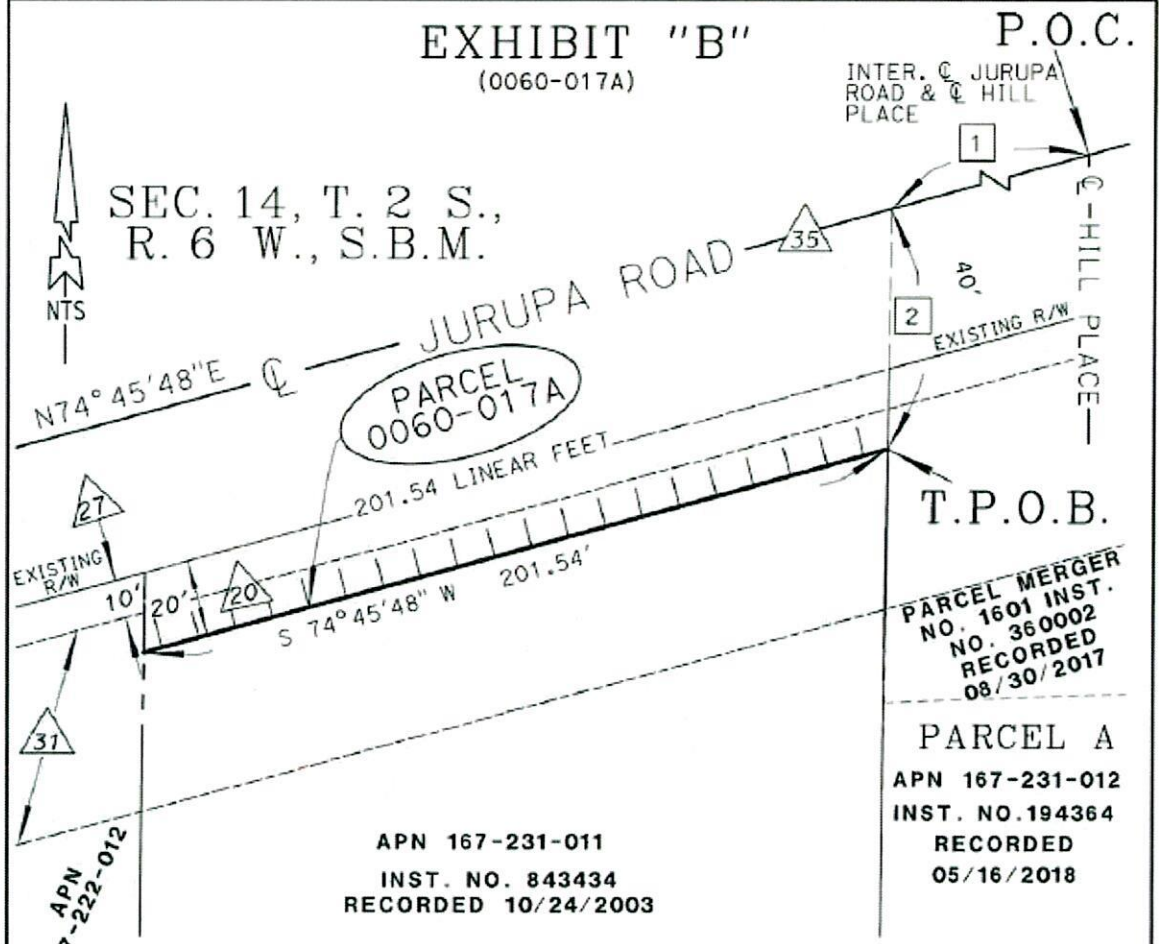 EXHIBIT "B"
(0060-017A)
P.O.C.
INTER. ℄ JURUPA
ROAD & ℄ HILL
PLACE
1
SEC. 14, T. 2 S.,
R. 6 W., S.B.M.
N
NTS
35
2
40'
℄ HILL PLACE
JURUPA ROAD
N74°45'48"E ℄
EXISTING R/W
PARCEL
0060-017A
201.54 LINEAR FEET
T.P.O.B.
27
EXISTING
R/W
10'
20'
20
S 74°45'48" W 201.54'
31
PARCEL MERGER
NO. 1601 INST.
NO. 360002
RECORDED
08/30/2017
PARCEL A
APN 167-231-012
INST. NO.194364
RECORDED
05/16/2018
APN 167-231-011
INST. NO. 843434
RECORDED 10/24/2003
APN
7-222-012